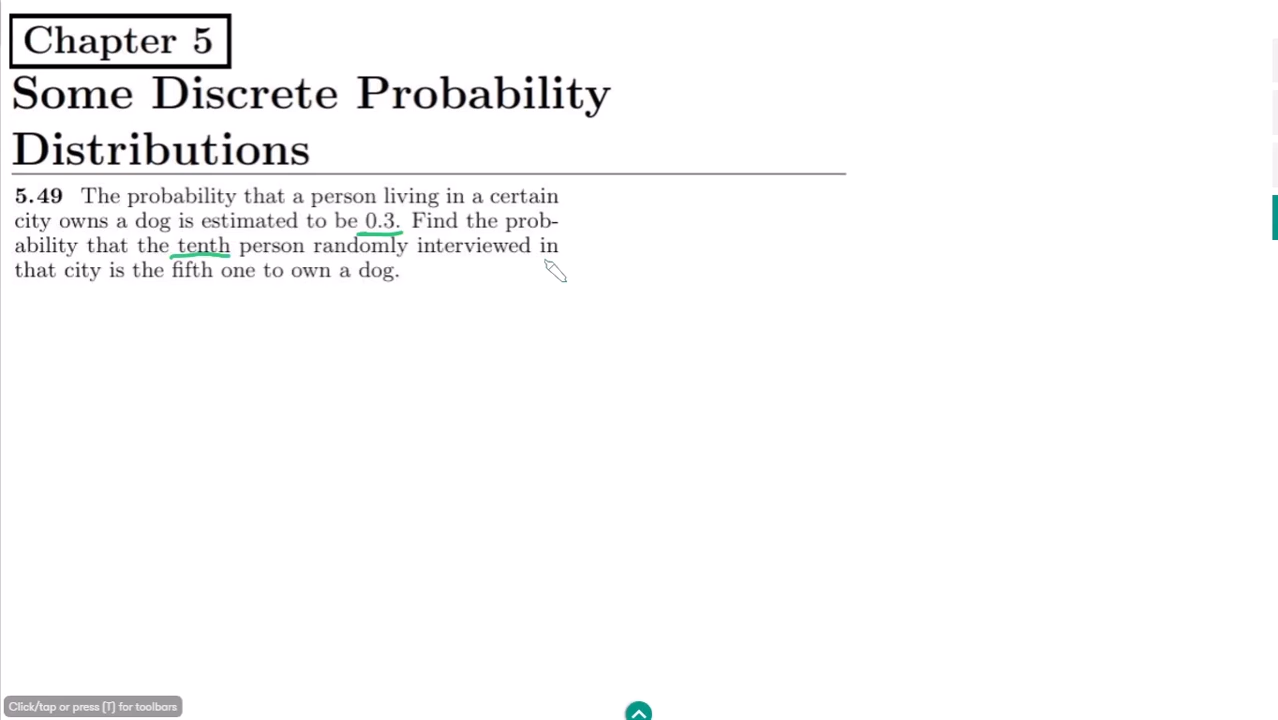 Chapter 5
Some Discrete Probability
Distributions
5.49 The probability that a person living in a certain
city owns a dog is estimated to be 0.3. Find the prob-
ability that the tenth person randomly interviewed in
that city is the fifth one to own a dog.
Click/tap or press [T] for toolbars